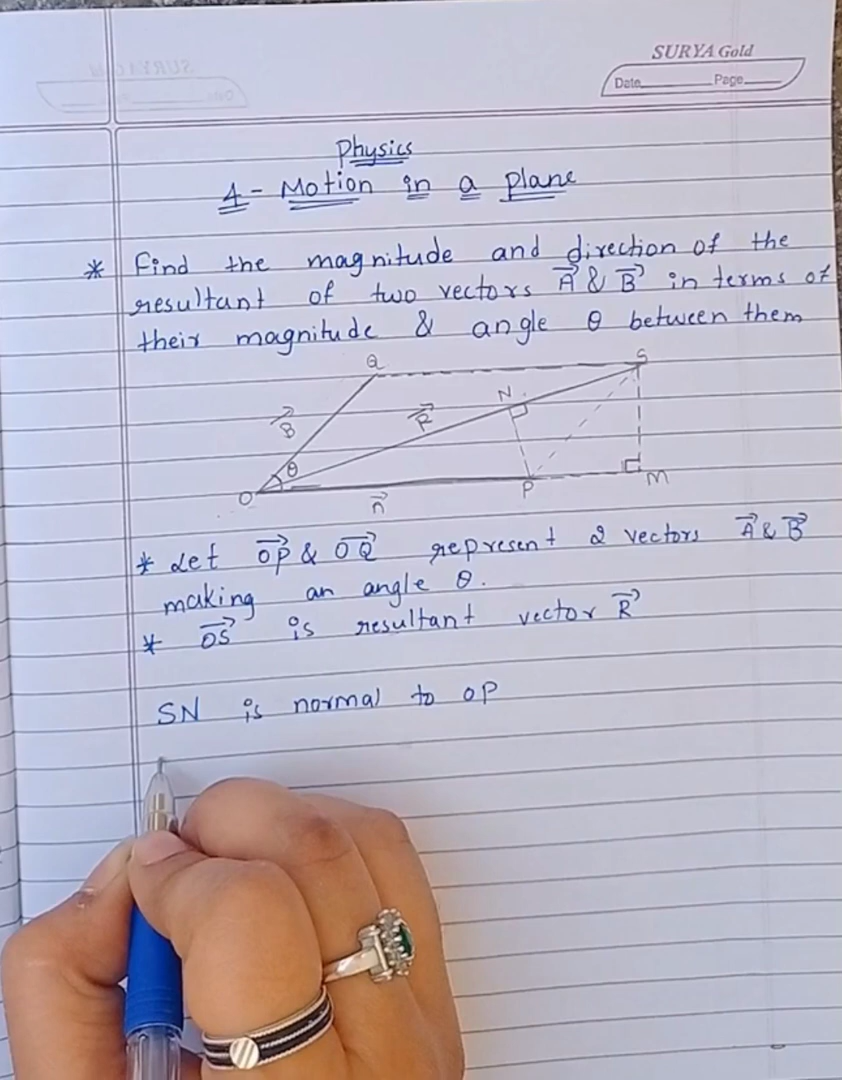 SURYA Gold
Date Page
Physics
4 - Motion in a plane
* Find the magnitude and direction of the
resultant of two vectors A⃗ & B⃗ in terms of
their magnitude & angle θ between them
Q S
N
B⃗ R⃗
θ
O P M
* Let OP⃗ & OQ⃗ represent 2 vectors A⃗ & B⃗
making an angle θ.
* OS⃗ is resultant vector R⃗
SN is normal to OP